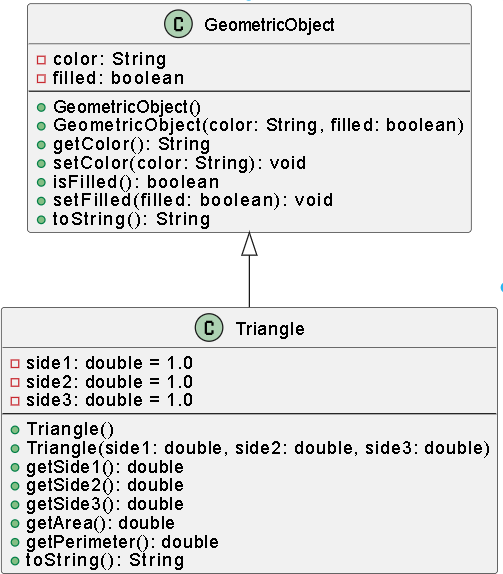 C GeometricObject
color: String
filled: boolean
GeometricObject()
GeometricObject(color: String, filled: boolean)
getColor(): String
setColor(color: String): void
isFilled(): boolean
setFilled(filled: boolean): void
toString(): String
C Triangle
side1: double = 1.0
side2: double = 1.0
side3: double = 1.0
Triangle()
Triangle(side1: double, side2: double, side3: double)
getSide1(): double
getSide2(): double
getSide3(): double
getArea(): double
getPerimeter(): double
toString(): String